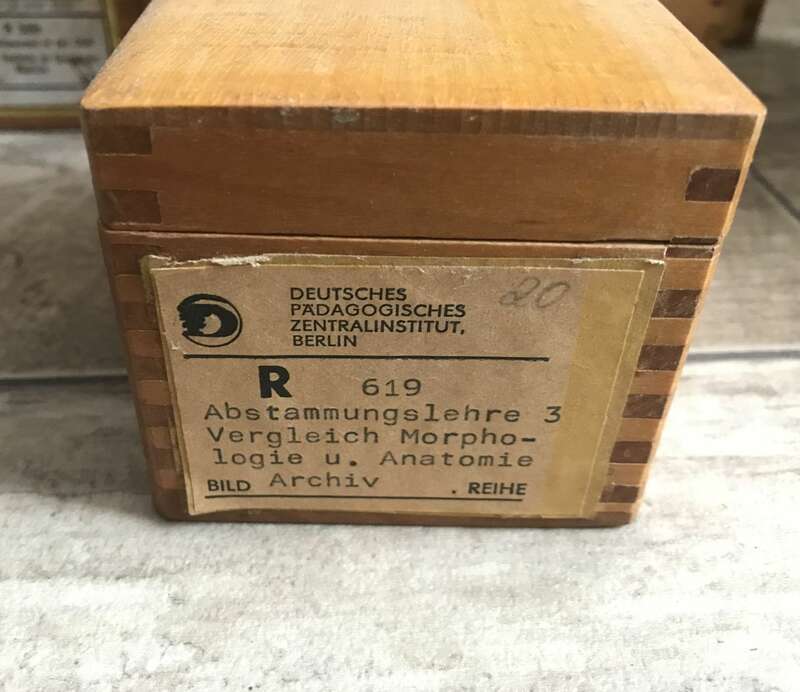 DEUTSCHES
PÄDAGOGISCHES
ZENTRALINSTITUT,
BERLIN
20
R 619
Abstammungslehre 3
Vergleich Morpho-
logie u. Anatomie
BILD Archiv . REIHE